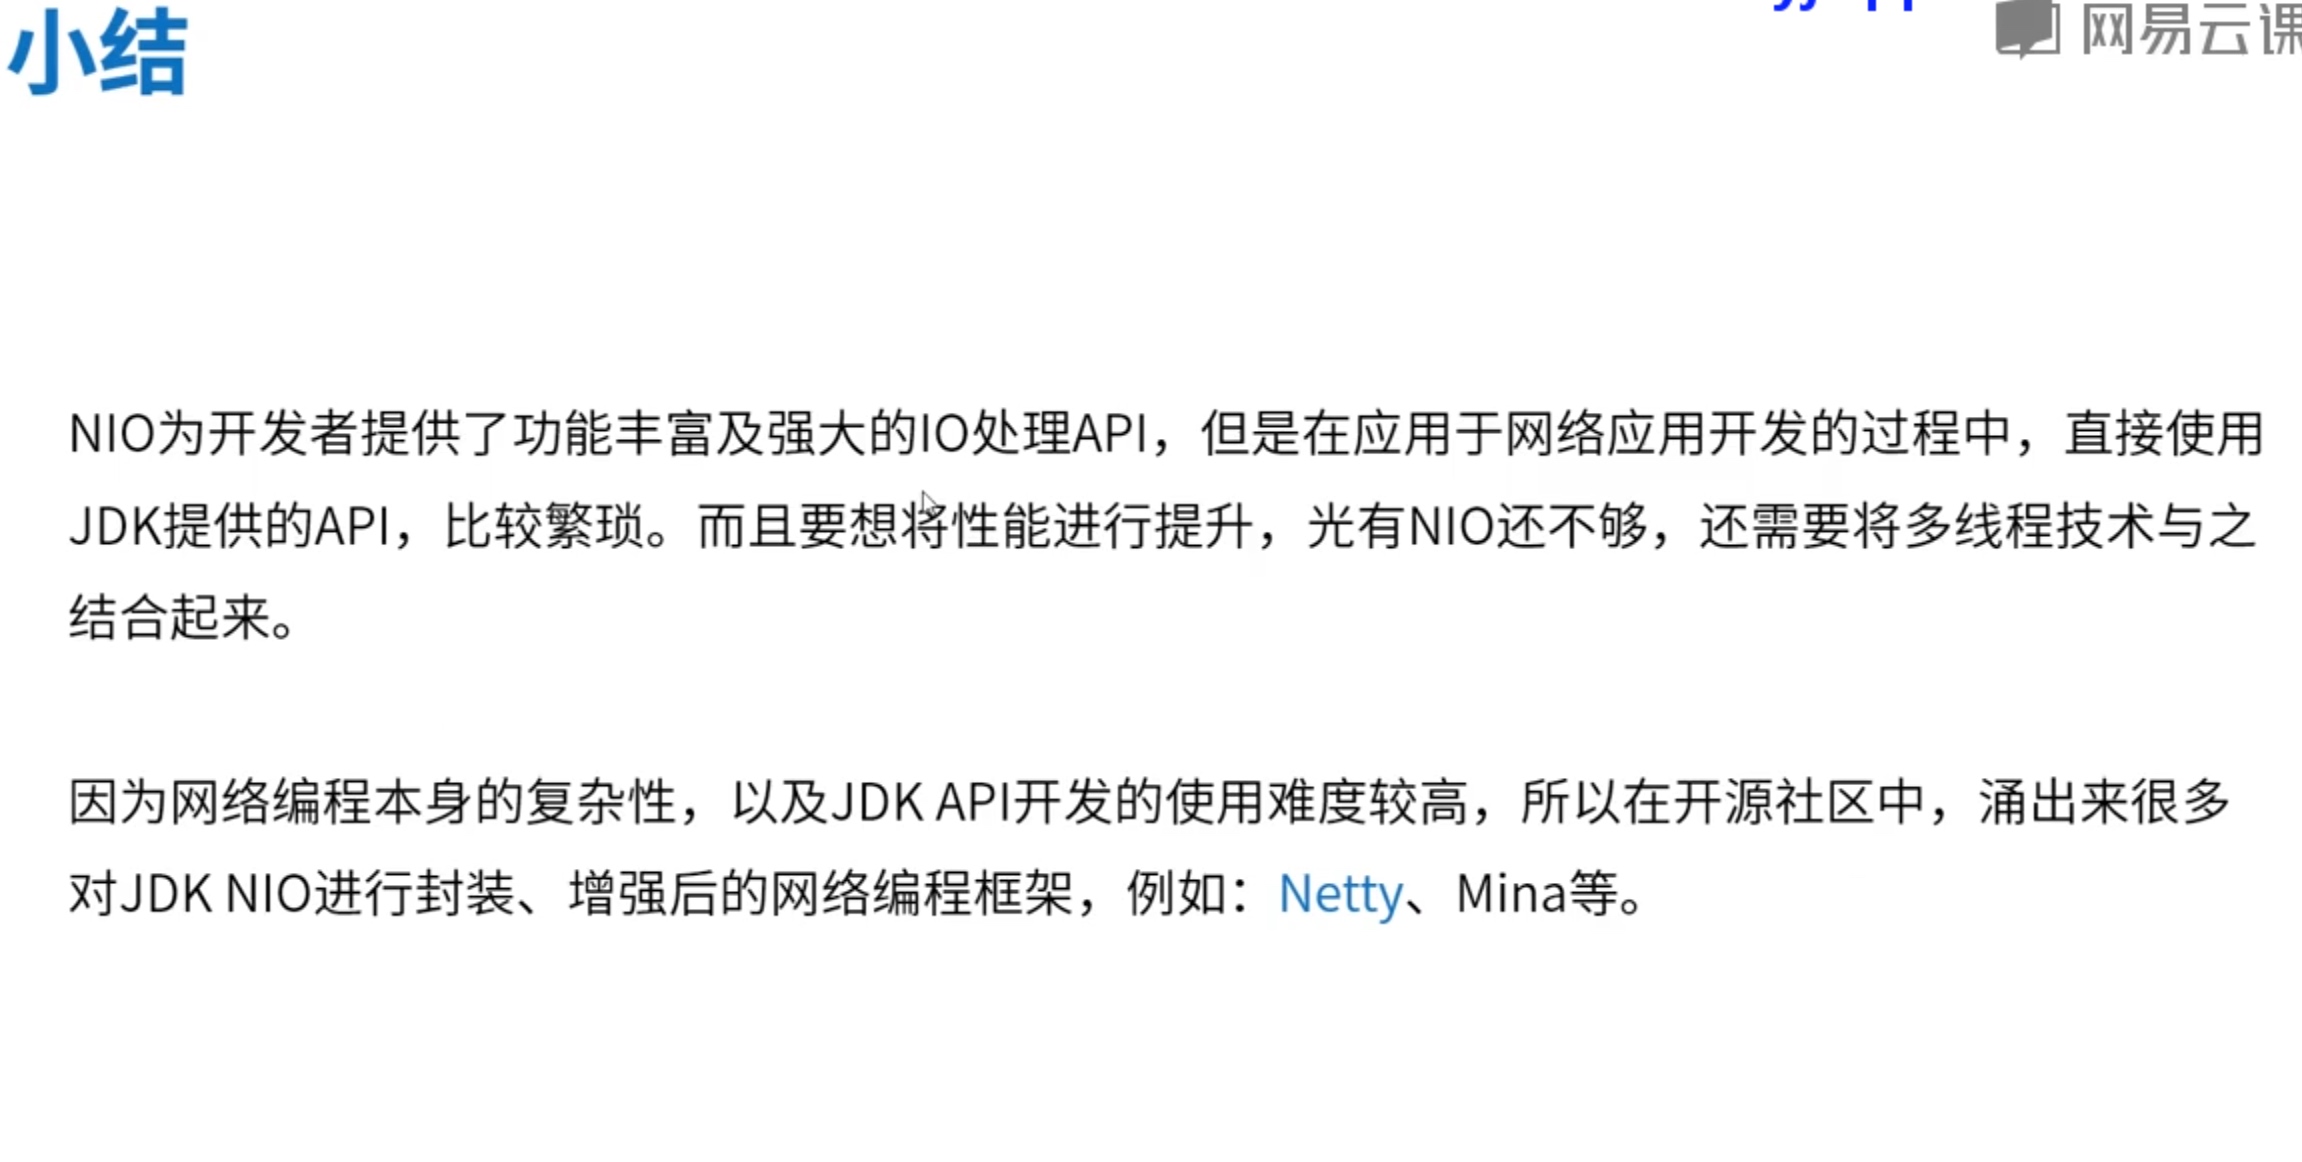 小结
网易云课
NIO为开发者提供了功能丰富及强大的IO处理API，但是在应用于网络应用开发的过程中，直接使用
JDK提供的API，比较繁琐。而且要想将性能进行提升，光有NIO还不够，还需要将多线程技术与之
结合起来。
因为网络编程本身的复杂性，以及JDK API开发的使用难度较高，所以在开源社区中，涌出来很多
对JDK NIO进行封装、增强后的网络编程框架，例如：Netty、Mina等。